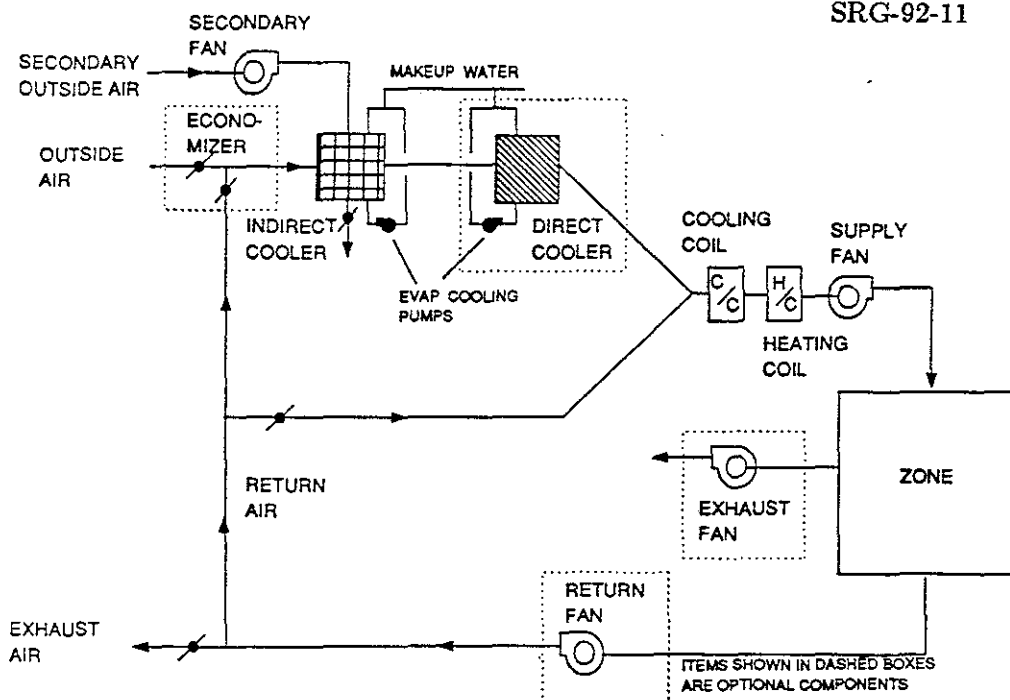 SRG-92-11
SECONDARY
FAN
SECONDARY
OUTSIDE AIR
MAKEUP WATER
ECONO-
MIZER
OUTSIDE
AIR
INDIRECT
COOLER
DIRECT
COOLER
EVAP COOLING
PUMPS
COOLING
COIL
SUPPLY
FAN
C/C
H/C
HEATING
COIL
RETURN
AIR
EXHAUST
FAN
ZONE
RETURN
FAN
EXHAUST
AIR
ITEMS SHOWN IN DASHED BOXES
ARE OPTIONAL COMPONENTS